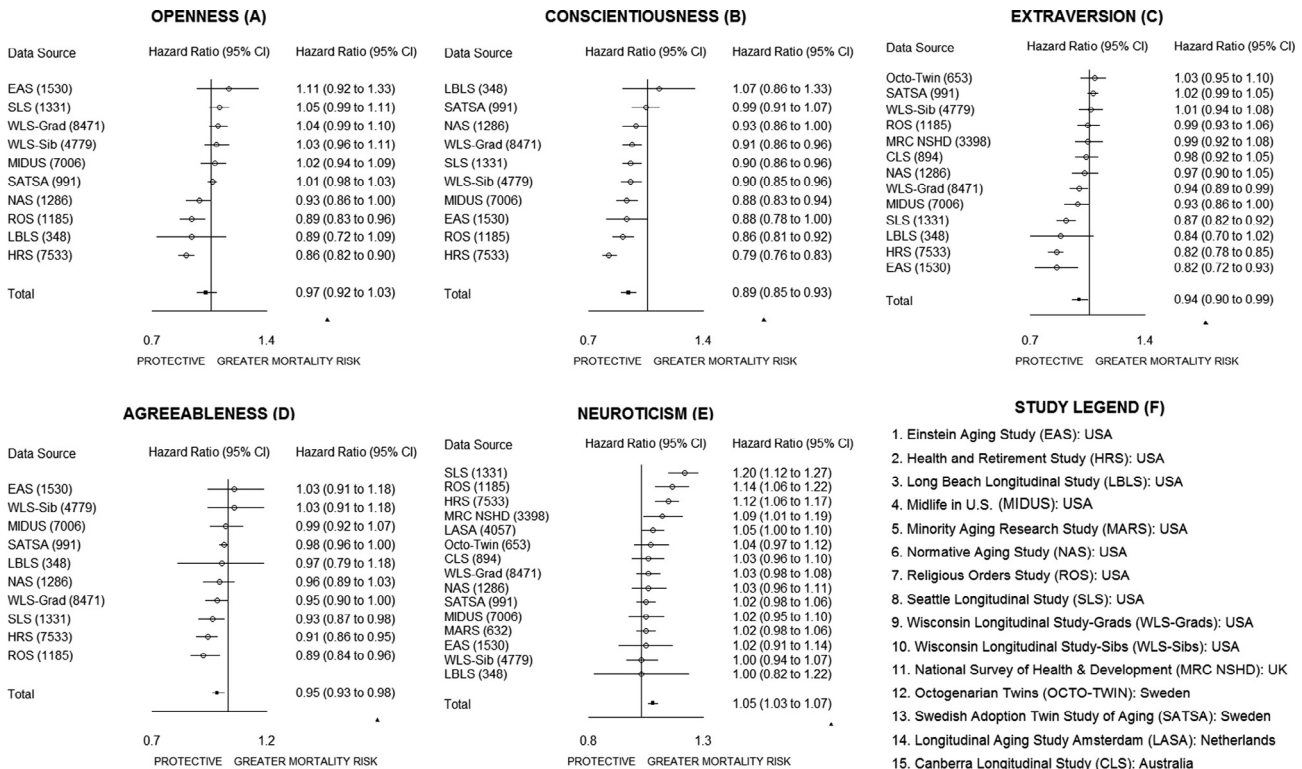 OPENNESS (A)
Data Source Hazard Ratio (95% CI) Hazard Ratio (95% CI)
EAS (1530) 1.11 (0.92 to 1.33)
SLS (1331) 1.05 (0.99 to 1.11)
WLS-Grad (8471) 1.04 (0.99 to 1.10)
WLS-Sib (4779) 1.03 (0.96 to 1.11)
MIDUS (7006) 1.02 (0.94 to 1.09)
SATSA (991) 1.01 (0.98 to 1.03)
NAS (1286) 0.93 (0.86 to 1.00)
ROS (1185) 0.89 (0.83 to 0.96)
LBLS (348) 0.89 (0.72 to 1.09)
HRS (7533) 0.86 (0.82 to 0.90)
Total 0.97 (0.92 to 1.03)
0.7 1.4
PROTECTIVE GREATER MORTALITY RISK
CONSCIENTIOUSNESS (B)
Data Source Hazard Ratio (95% CI) Hazard Ratio (95% CI)
LBLS (348) 1.07 (0.86 to 1.33)
SATSA (991) 0.99 (0.91 to 1.07)
NAS (1286) 0.93 (0.86 to 1.00)
WLS-Grad (8471) 0.91 (0.86 to 0.96)
SLS (1331) 0.90 (0.86 to 0.96)
WLS-Sib (4779) 0.90 (0.85 to 0.96)
MIDUS (7006) 0.88 (0.83 to 0.94)
EAS (1530) 0.88 (0.78 to 1.00)
ROS (1185) 0.86 (0.81 to 0.92)
HRS (7533) 0.79 (0.76 to 0.83)
Total 0.89 (0.85 to 0.93)
0.7 1.4
PROTECTIVE GREATER MORTALITY RISK
EXTRAVERSION (C)
Data Source Hazard Ratio (95% CI) Hazard Ratio (95% CI)
Octo-Twin (653) 1.03 (0.95 to 1.10)
SATSA (991) 1.02 (0.99 to 1.05)
WLS-Sib (4779) 1.01 (0.94 to 1.08)
ROS (1185) 0.99 (0.93 to 1.06)
MRC NSHD (3398) 0.99 (0.92 to 1.08)
CLS (894) 0.98 (0.92 to 1.05)
NAS (1286) 0.97 (0.90 to 1.05)
WLS-Grad (8471) 0.94 (0.89 to 0.99)
MIDUS (7006) 0.93 (0.86 to 1.00)
SLS (1331) 0.87 (0.82 to 0.92)
LBLS (348) 0.84 (0.70 to 1.02)
HRS (7533) 0.82 (0.78 to 0.85)
EAS (1530) 0.82 (0.72 to 0.93)
Total 0.94 (0.90 to 0.99)
0.7 1.4
PROTECTIVE GREATER MORTALITY RISK
AGREEABLENESS (D)
Data Source Hazard Ratio (95% CI) Hazard Ratio (95% CI)
EAS (1530) 1.03 (0.91 to 1.18)
WLS-Sib (4779) 1.03 (0.91 to 1.18)
MIDUS (7006) 0.99 (0.92 to 1.07)
SATSA (991) 0.98 (0.96 to 1.00)
LBLS (348) 0.97 (0.79 to 1.18)
NAS (1286) 0.96 (0.89 to 1.03)
WLS-Grad (8471) 0.95 (0.90 to 1.00)
SLS (1331) 0.93 (0.87 to 0.98)
HRS (7533) 0.91 (0.86 to 0.95)
ROS (1185) 0.89 (0.84 to 0.96)
Total 0.95 (0.93 to 0.98)
0.7 1.2
PROTECTIVE GREATER MORTALITY RISK
NEUROTICISM (E)
Data Source Hazard Ratio (95% CI) Hazard Ratio (95% CI)
SLS (1331) 1.20 (1.12 to 1.27)
ROS (1185) 1.14 (1.06 to 1.22)
HRS (7533) 1.12 (1.06 to 1.17)
MRC NSHD (3398) 1.09 (1.01 to 1.19)
LASA (4057) 1.05 (1.00 to 1.10)
Octo-Twin (653) 1.04 (0.97 to 1.12)
CLS (894) 1.03 (0.96 to 1.10)
WLS-Grad (8471) 1.03 (0.98 to 1.08)
NAS (1286) 1.03 (0.96 to 1.11)
SATSA (991) 1.02 (0.98 to 1.06)
MIDUS (7006) 1.02 (0.95 to 1.10)
MARS (632) 1.02 (0.98 to 1.06)
EAS (1530) 1.02 (0.91 to 1.14)
WLS-Sib (4779) 1.00 (0.94 to 1.07)
LBLS (348) 1.00 (0.82 to 1.22)
Total 1.05 (1.03 to 1.07)
0.8 1.3
PROTECTIVE GREATER MORTALITY RISK
STUDY LEGEND (F)
1. Einstein Aging Study (EAS): USA
2. Health and Retirement Study (HRS): USA
3. Long Beach Longitudinal Study (LBLS): USA
4. Midlife in U.S. (MIDUS): USA
5. Minority Aging Research Study (MARS): USA
6. Normative Aging Study (NAS): USA
7. Religious Orders Study (ROS): USA
8. Seattle Longitudinal Study (SLS): USA
9. Wisconsin Longitudinal Study-Grads (WLS-Grads): USA
10. Wisconsin Longitudinal Study-Sibs (WLS-Sibs): USA
11. National Survey of Health & Development (MRC NSHD): UK
12. Octogenarian Twins (OCTO-TWIN): Sweden
13. Swedish Adoption Twin Study of Aging (SATSA): Sweden
14. Longitudinal Aging Study Amsterdam (LASA): Netherlands
15. Canberra Longitudinal Study (CLS): Australia